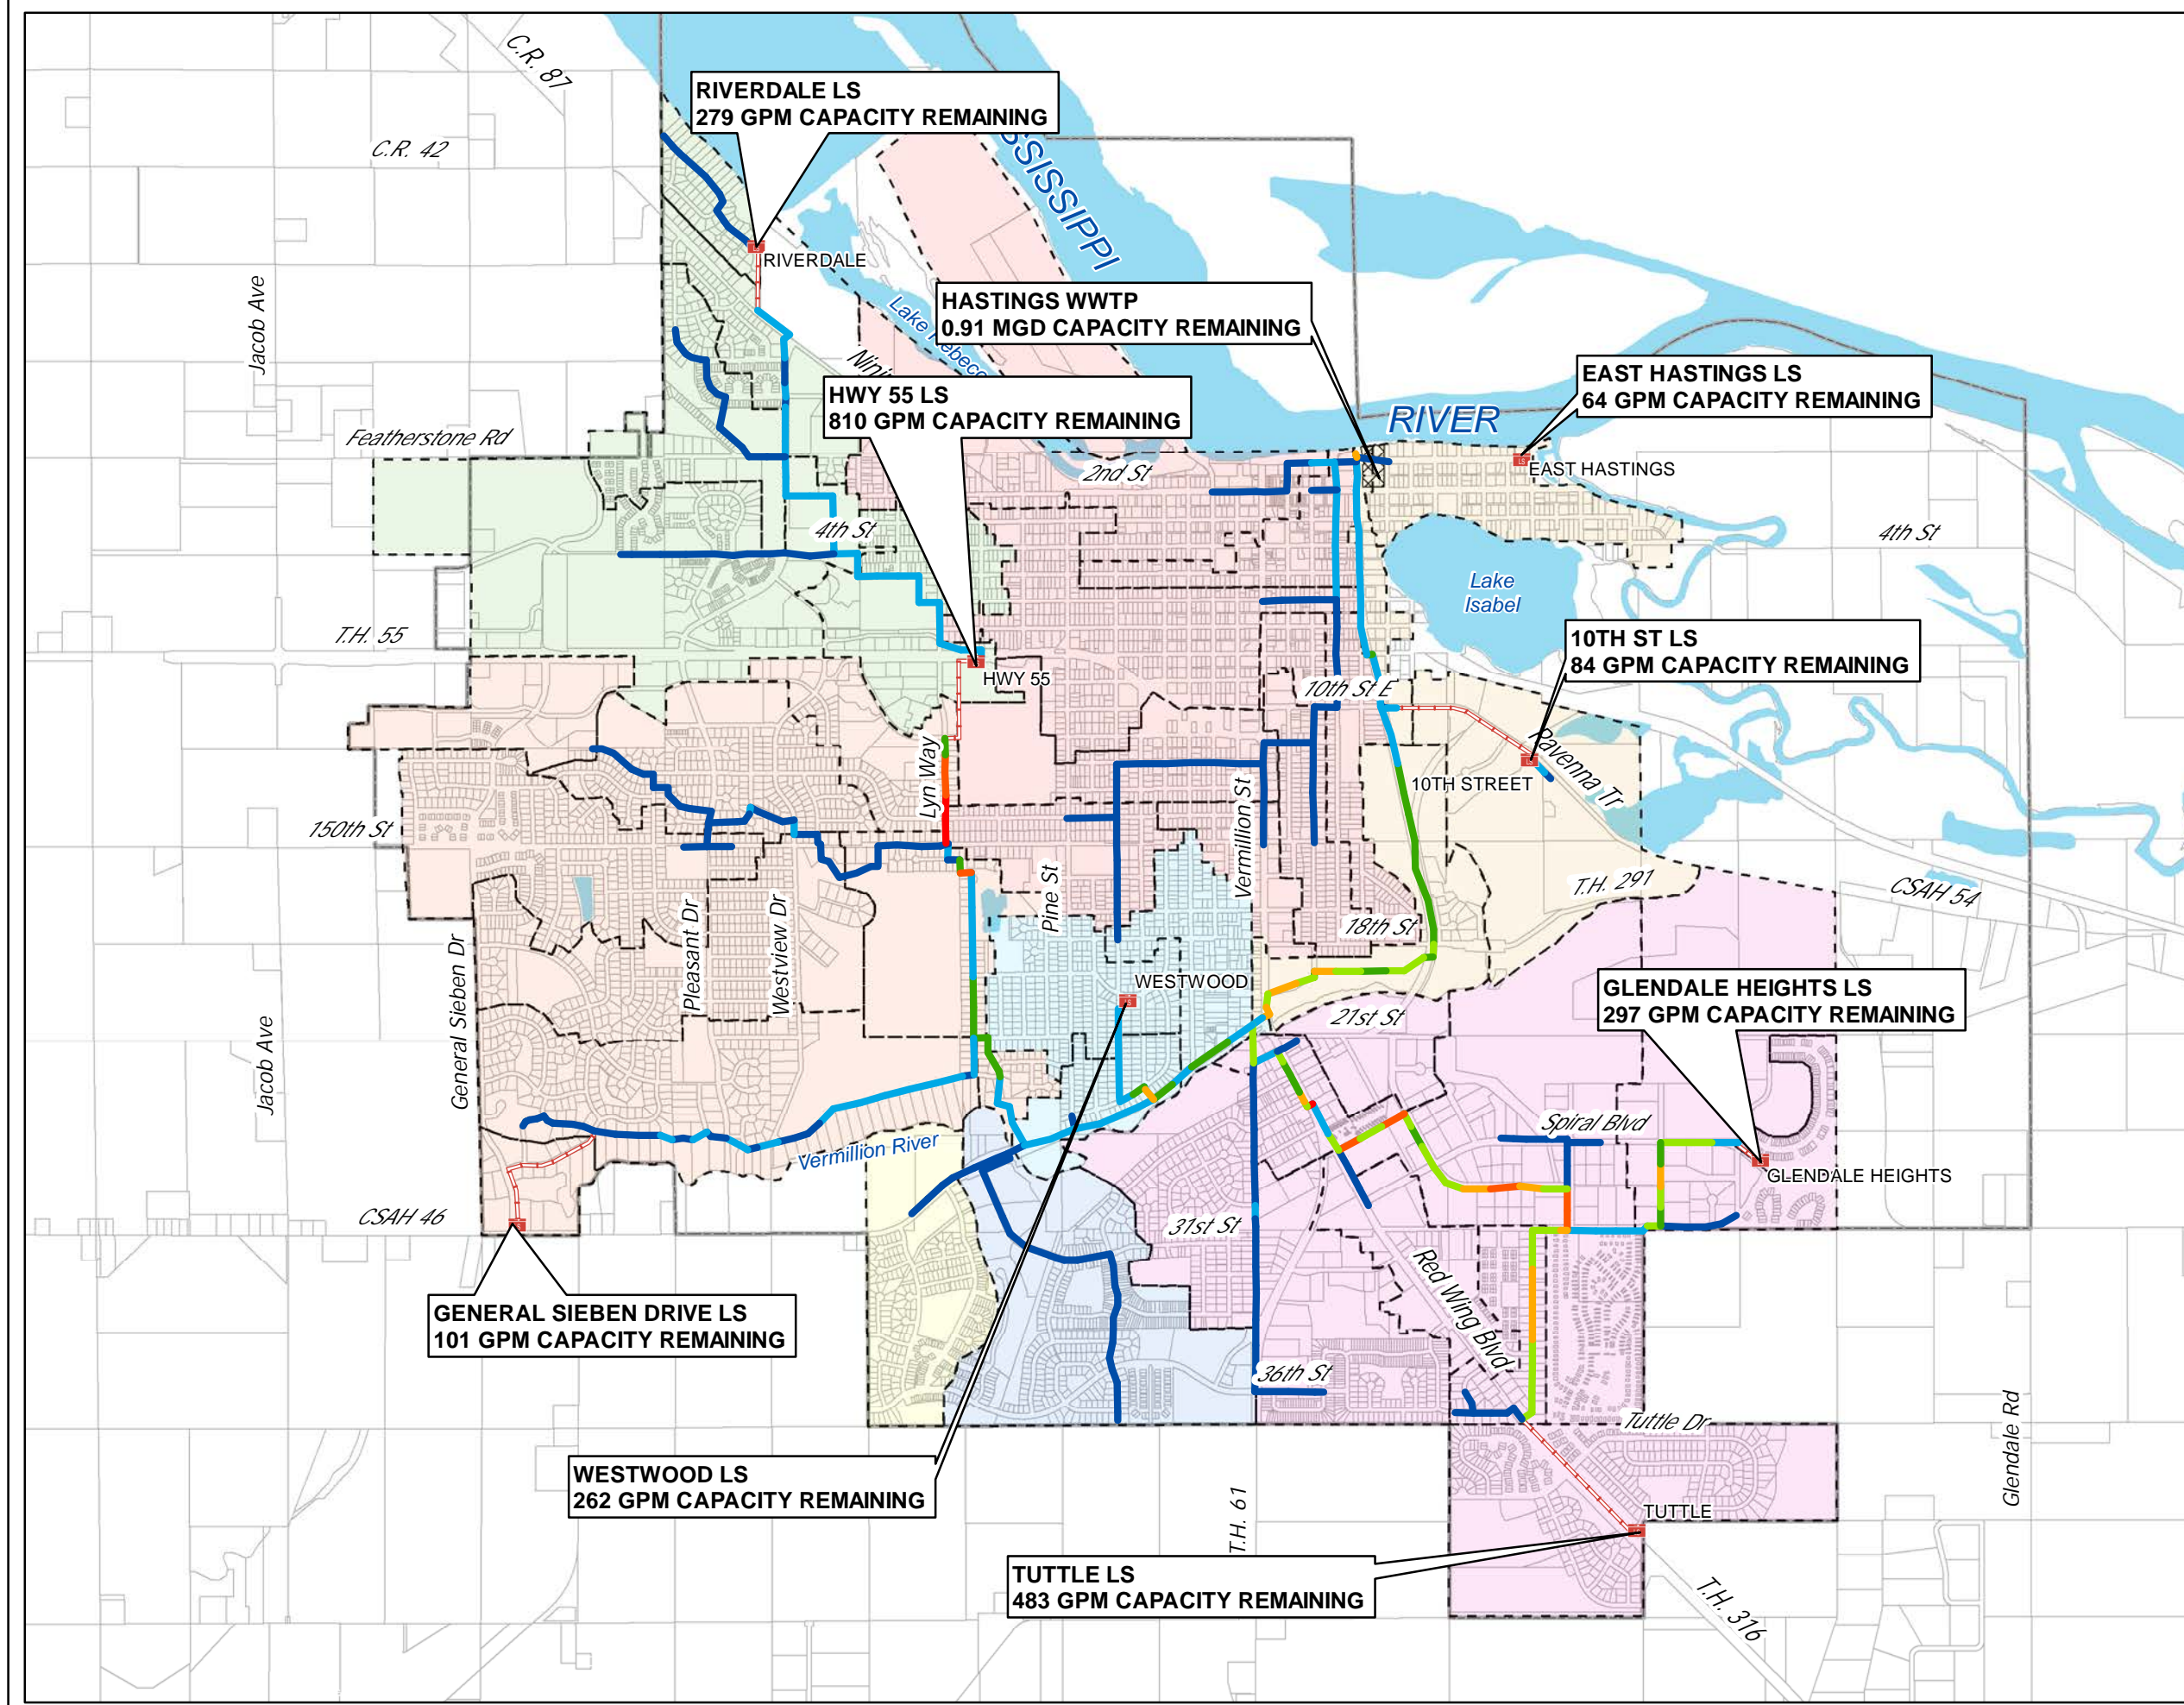 C.R. 87
RIVERDALE LS
279 GPM CAPACITY REMAINING
C.R. 42
SSISSIPPI
RIVERDALE
Jacob Ave
HASTINGS WWTP
0.91 MGD CAPACITY REMAINING
Lake
EAST HASTINGS LS
64 GPM CAPACITY REMAINING
HWY 55 LS
810 GPM CAPACITY REMAINING
RIVER
Featherstone Rd
2nd St
EAST HASTINGS
4th St
4th St
Lake
Isabel
T.H. 55
10TH ST LS
84 GPM CAPACITY REMAINING
HWY 55
10th St E
Ravenna Tr
Lyn Way
10TH STREET
150th St
Vermillion St
Pine St
T.H. 291
CSAH 54
Pleasant Dr
Westview Dr
18th St
General Sieben Dr
WESTWOOD
GLENDALE HEIGHTS LS
297 GPM CAPACITY REMAINING
21st St
Jacob Ave
Spiral Blvd
Vermillion River
GLENDALE HEIGHTS
CSAH 46
31st St
Red Wing Blvd
GENERAL SIEBEN DRIVE LS
101 GPM CAPACITY REMAINING
36th St
Tuttle Dr
Glendale Rd
WESTWOOD LS
262 GPM CAPACITY REMAINING
T.H. 61
TUTTLE
TUTTLE LS
483 GPM CAPACITY REMAINING
T.H. 316